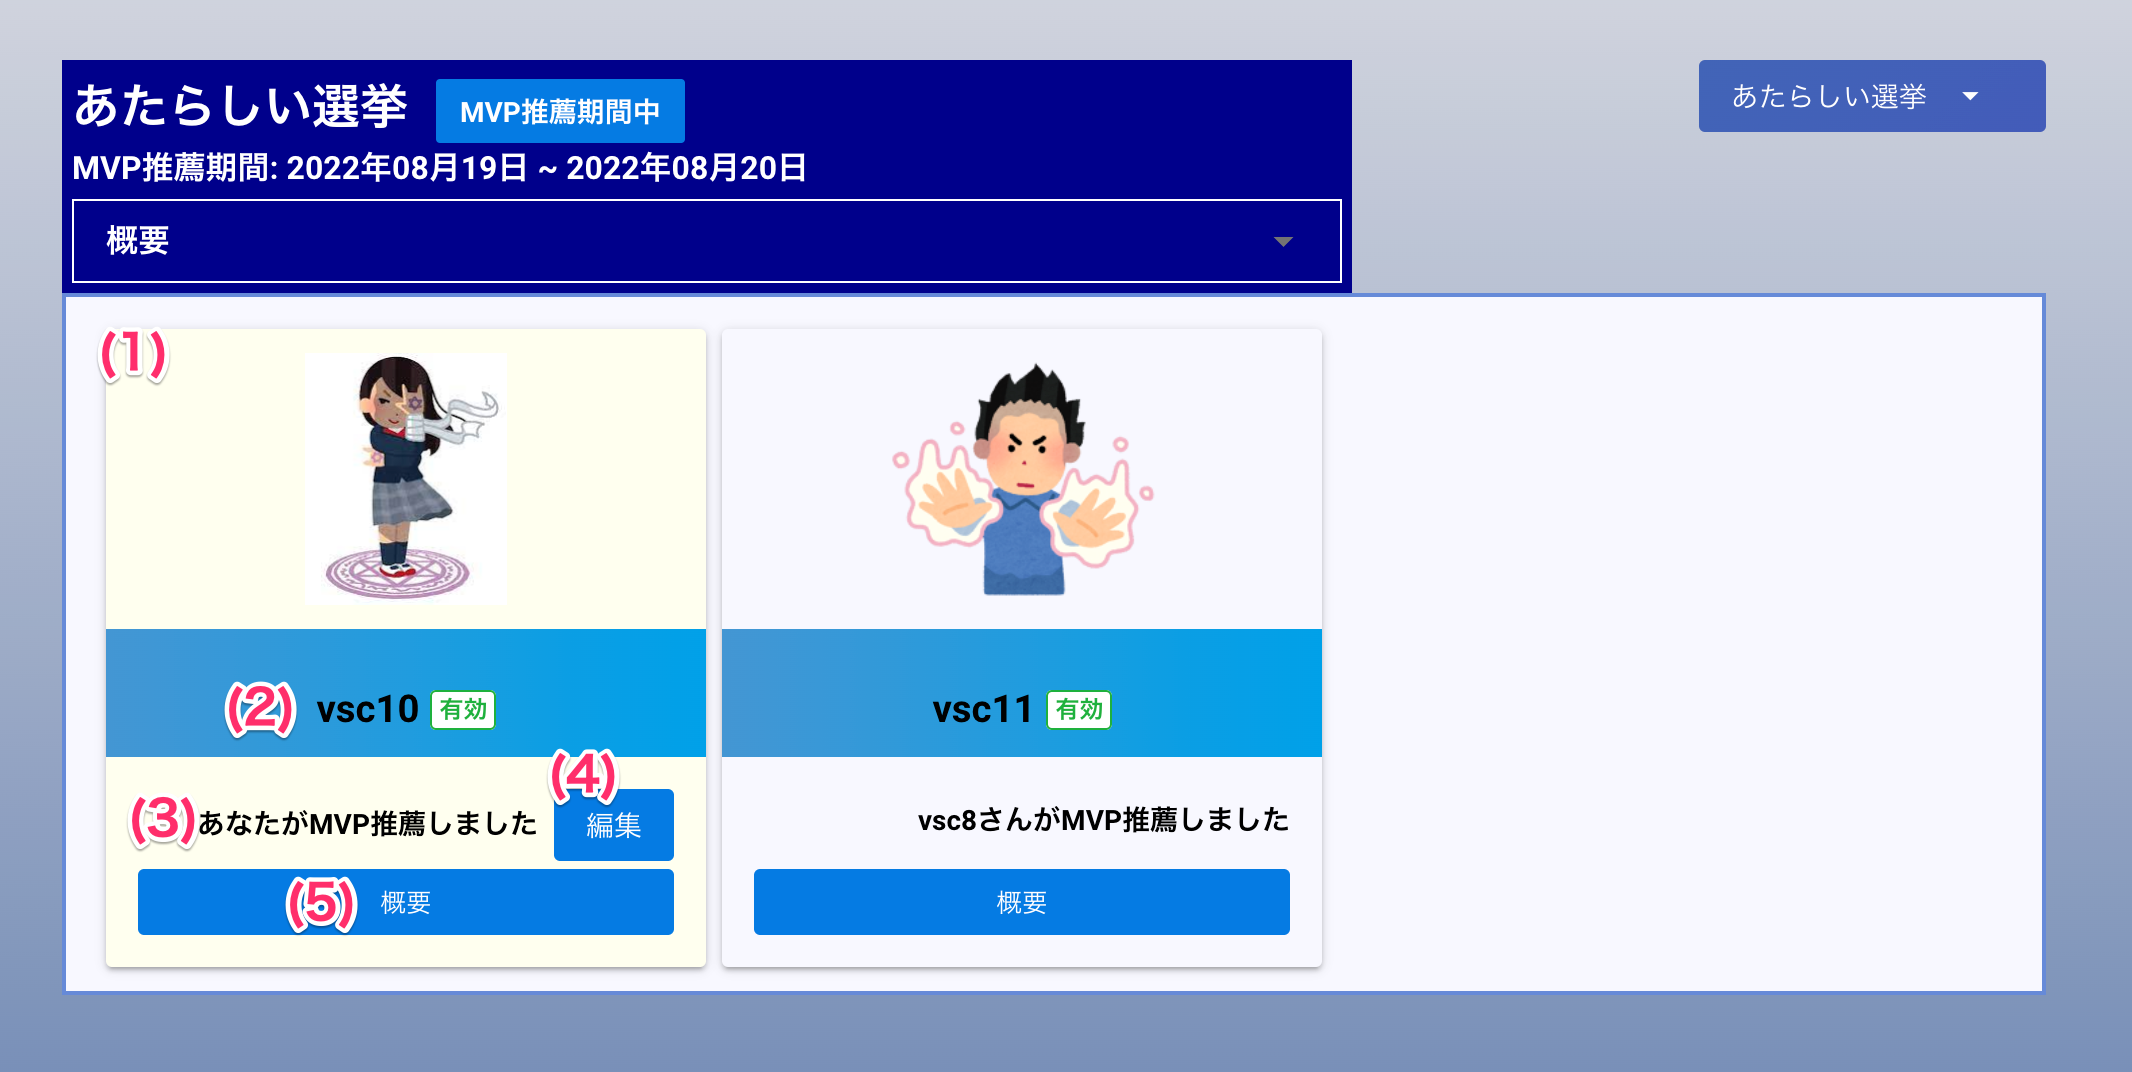 あたらしい選挙 MVP推薦期間中
あたらしい選挙
MVP推薦期間: 2022年08月19日 ~ 2022年08月20日
概要
(1)
(2) vsc10 有効
vsc11 有効
(4)
(3) あなたがMVP推薦しました 編集
vsc8さんがMVP推薦しました
(5) 概要
概要